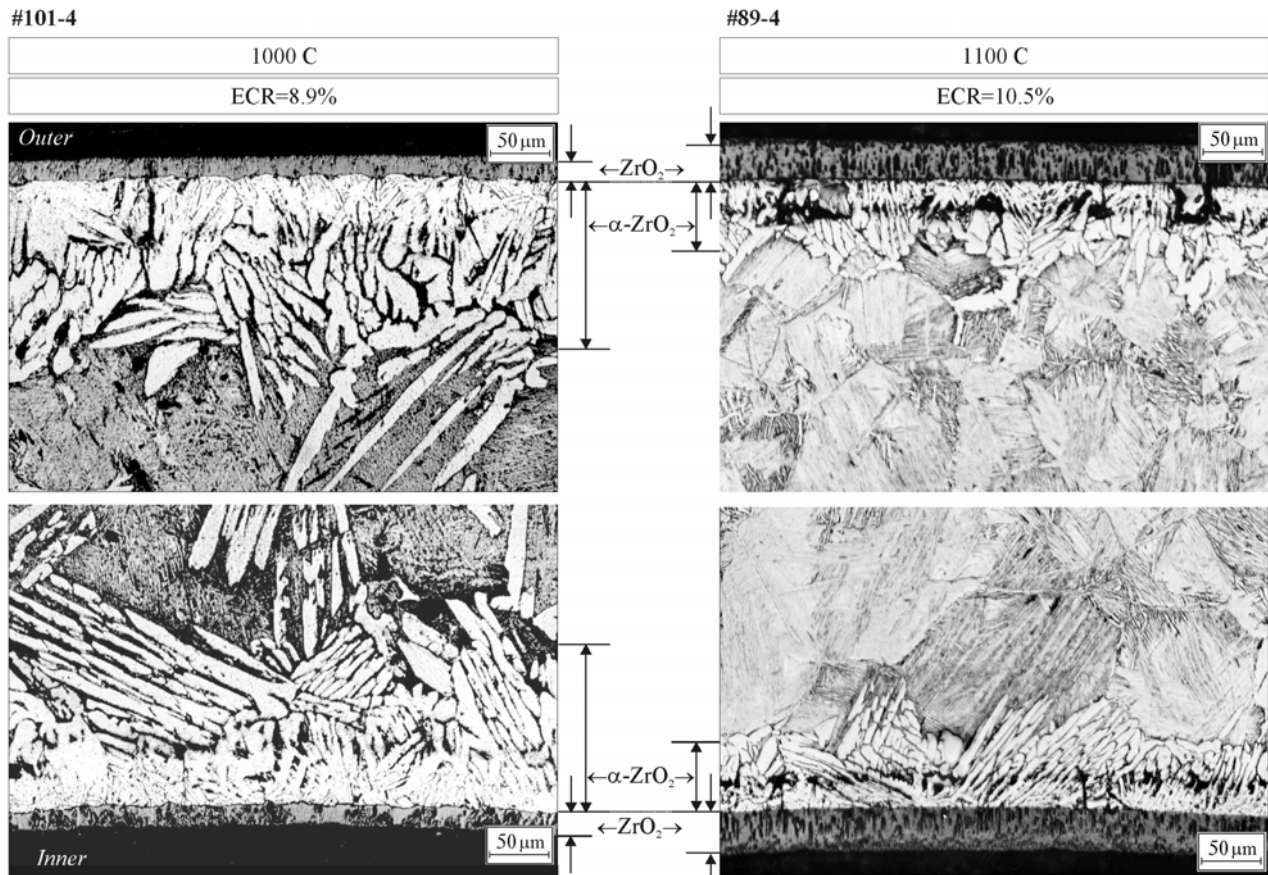 #101-4
#89-4
1000 C
1100 C
ECR=8.9%
ECR=10.5%
Outer
50 μm
50 μm
←ZrO₂→
←α-ZrO₂→
←α-ZrO₂→
←ZrO₂→
Inner
50 μm
50 μm